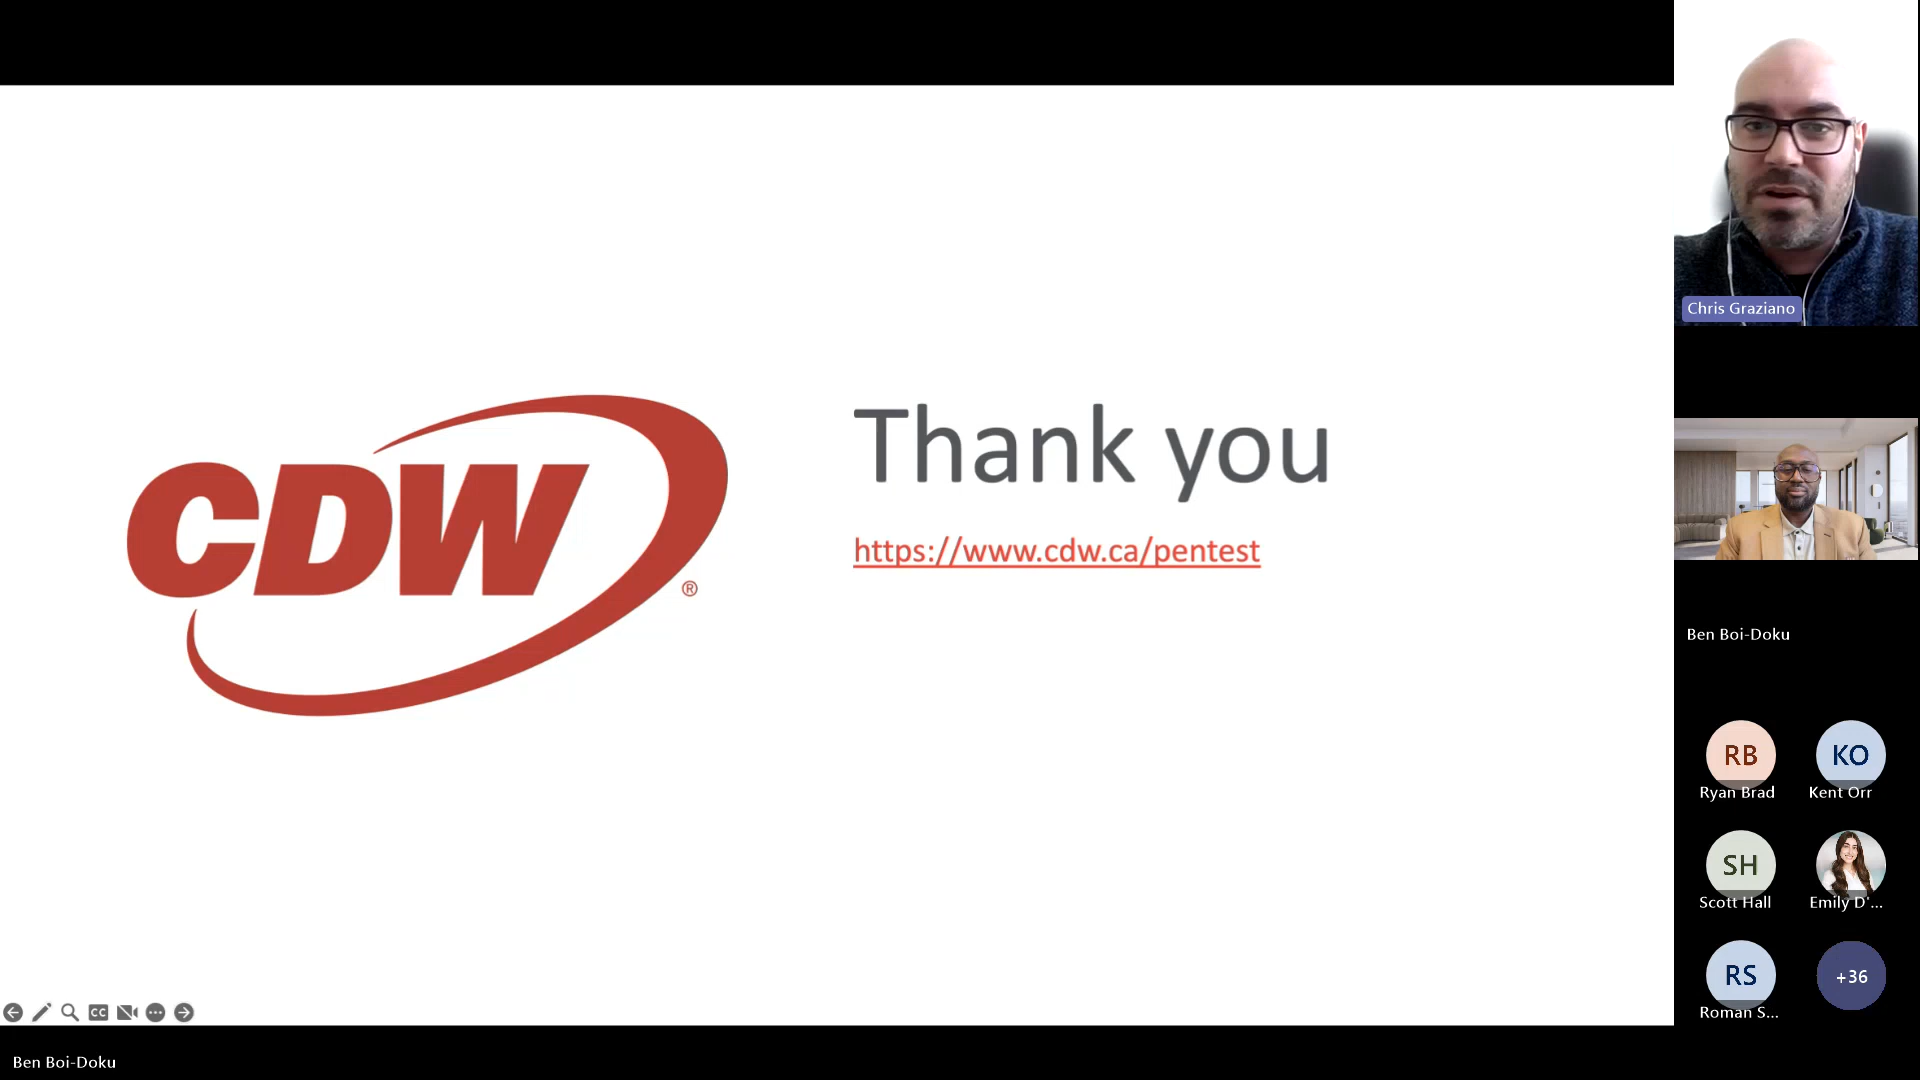 CDW
®
Thank you
https://www.cdw.ca/pentest
Chris Graziano
Ben Boi-Doku
RB
Ryan Brad
KO
Kent Orr
SH
Scott Hall
Emily D'...
RS
Roman S...
+36
CC
Ben Boi-Doku